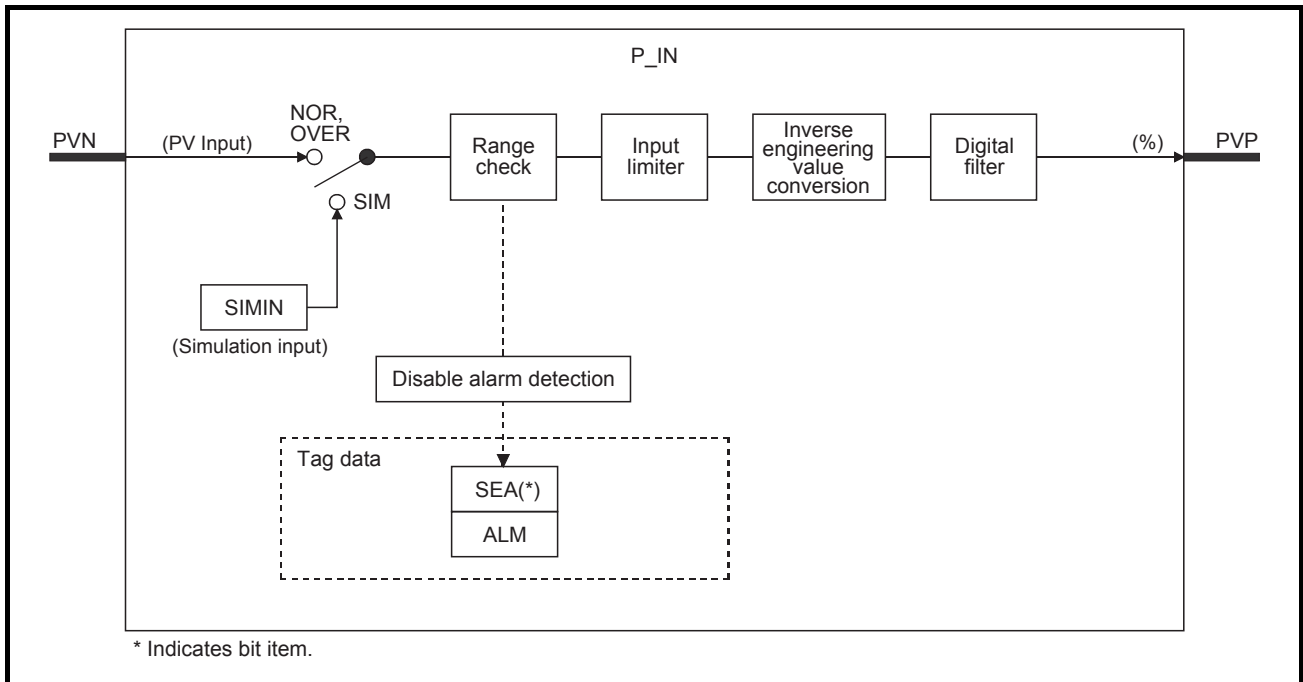 P_IN
PVN
(PV Input)
NOR,
OVER
SIM
SIMIN
(Simulation input)
Range
check
Input
limiter
Inverse
engineering
value
conversion
Digital
filter
(%)
PVP
Disable alarm detection
Tag data
SEA(*)
ALM
* Indicates bit item.